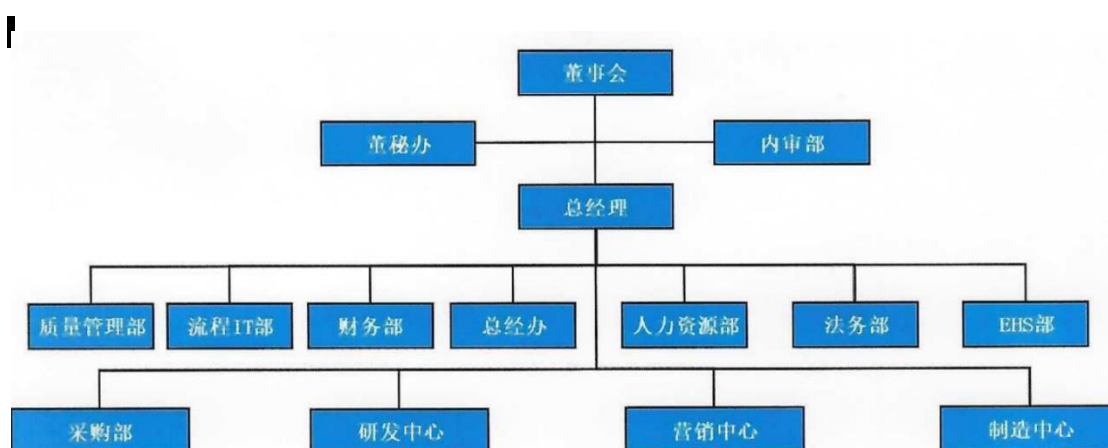 董事会
董秘办
内审部
总经理
质量管理部
流程IT部
财务部
总经办
人力资源部
法务部
EHS部
采购部
研发中心
营销中心
制造中心